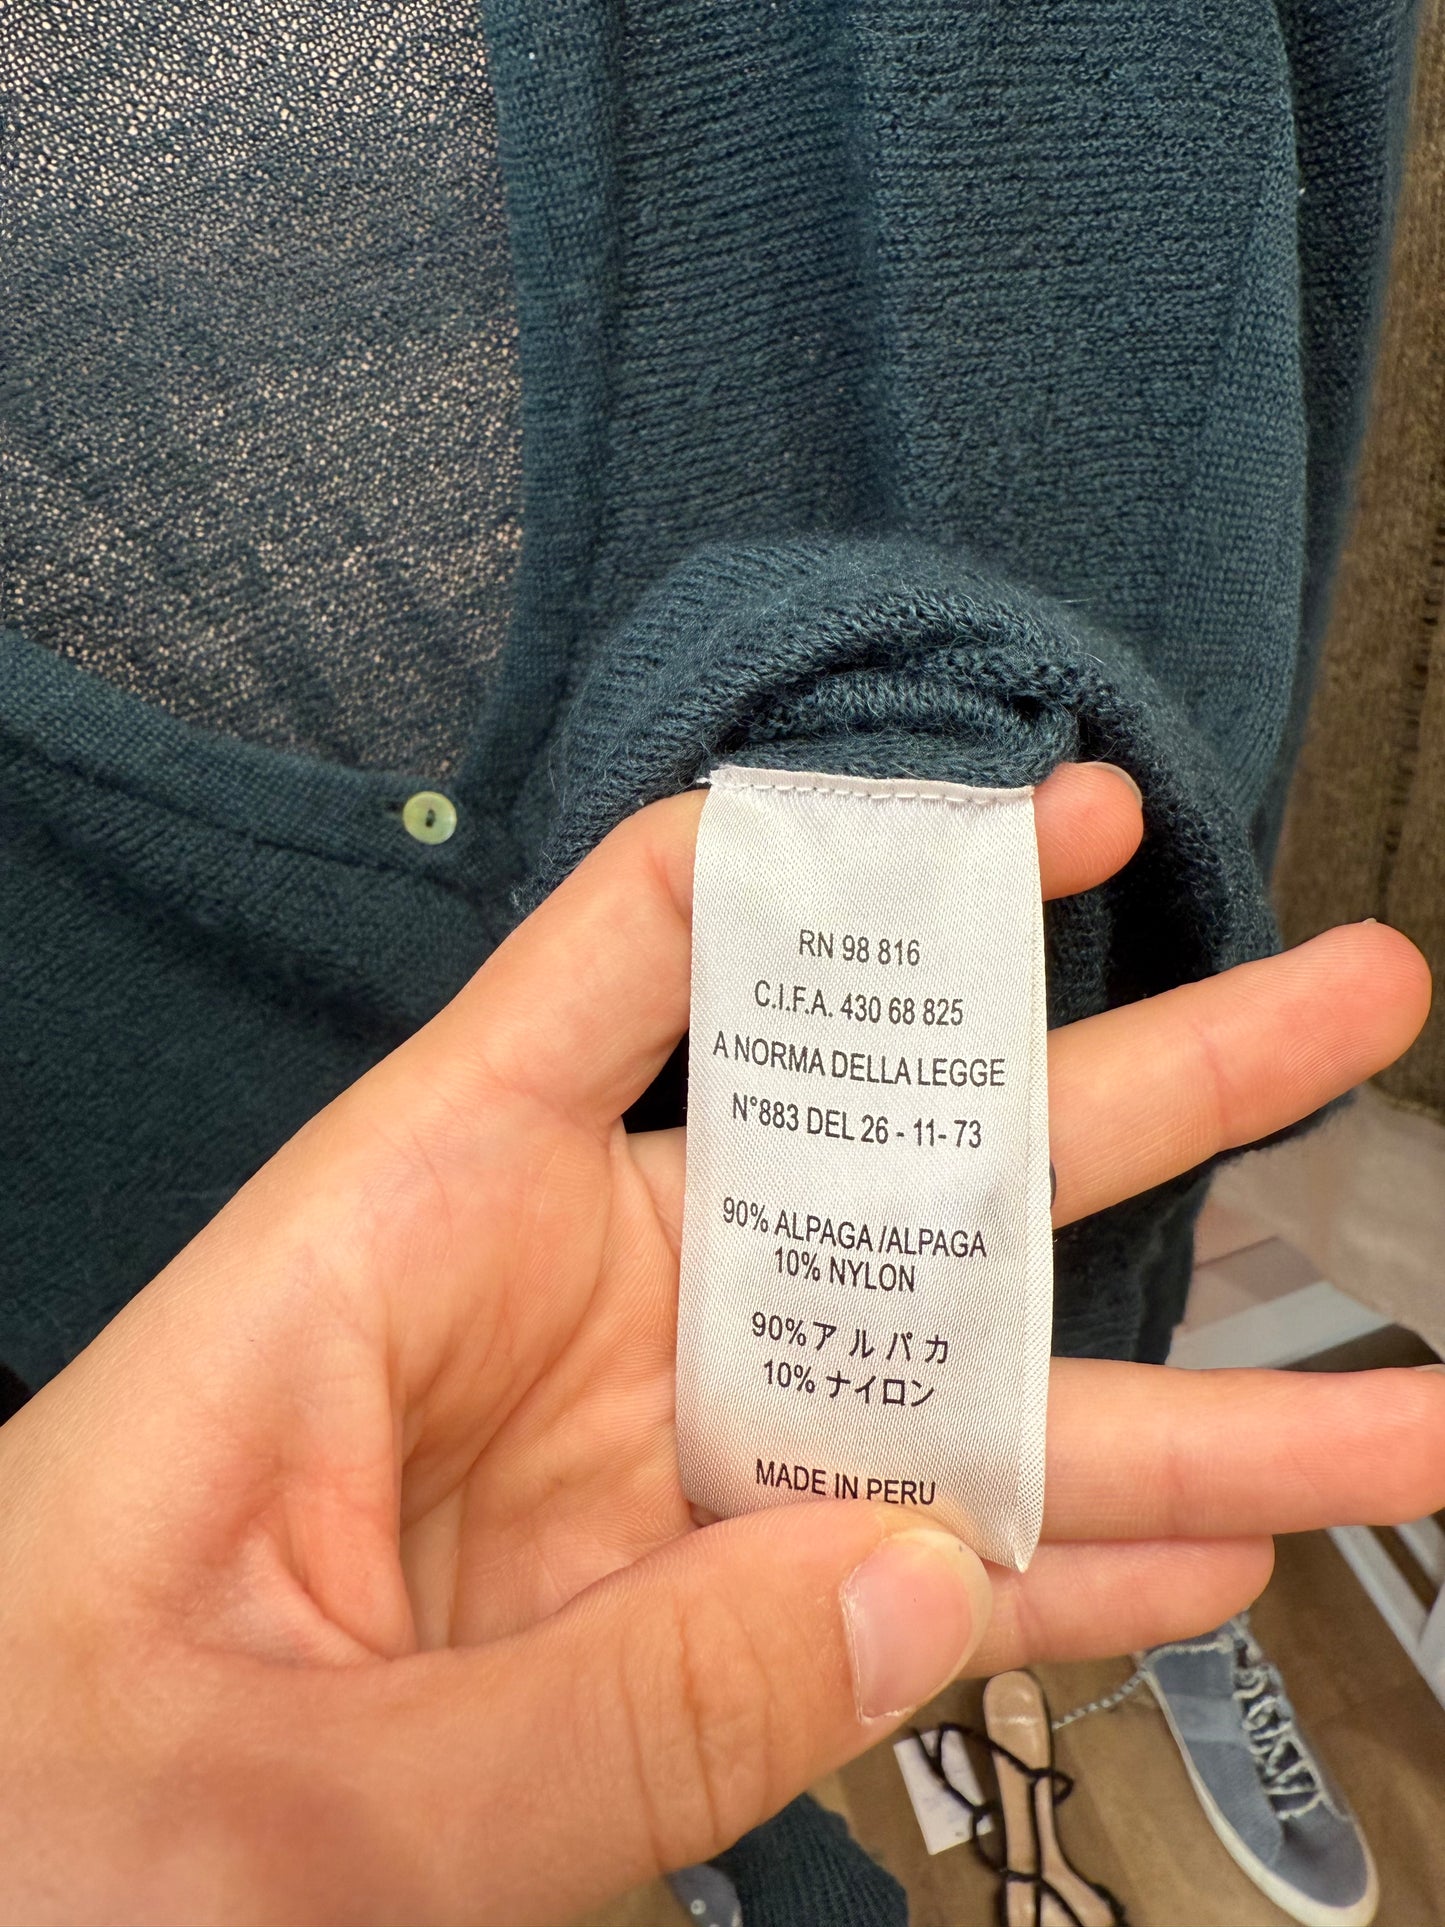 RN 98 816
C.I.F.A. 430 68 825
A NORMA DELLA LEGGE
N°883 DEL 26 - 11- 73
90% ALPAGA /ALPAGA
10% NYLON
90%アルパカ
10% ナイロン
MADE IN PERU